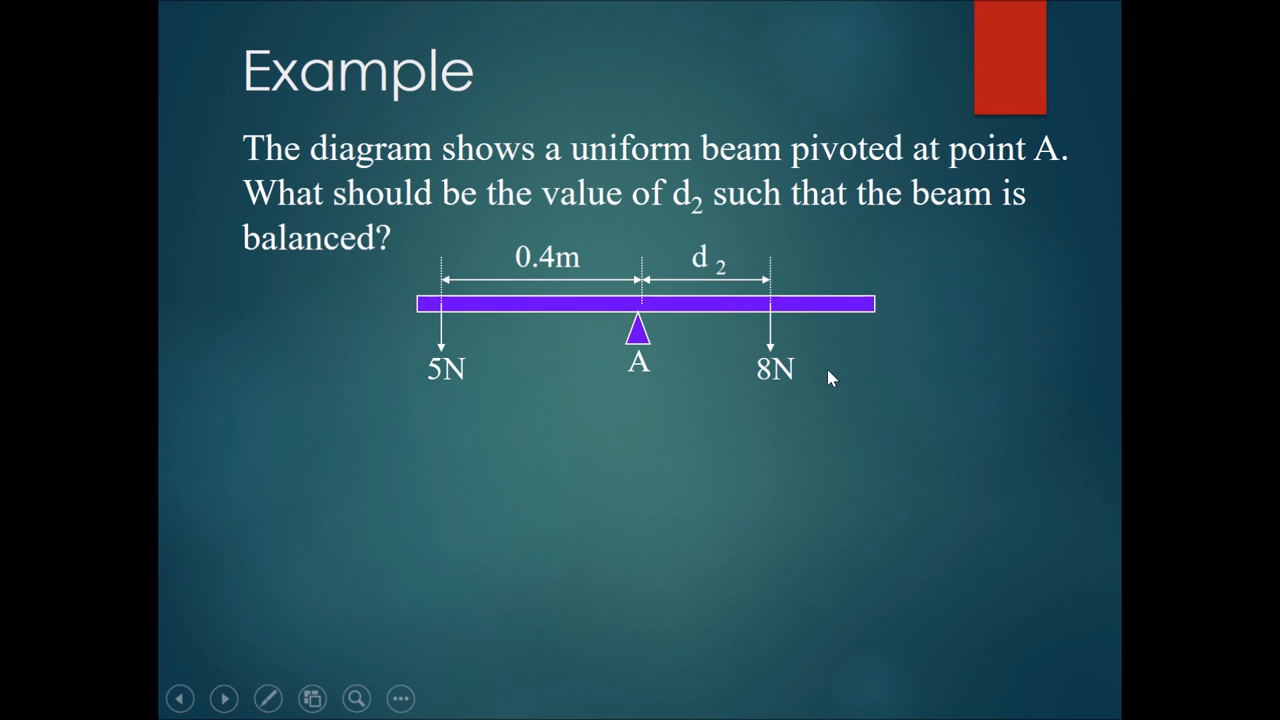 Example
The diagram shows a uniform beam pivoted at point A.
What should be the value of d₂ such that the beam is
balanced?
0.4m d ₂
5N A 8N